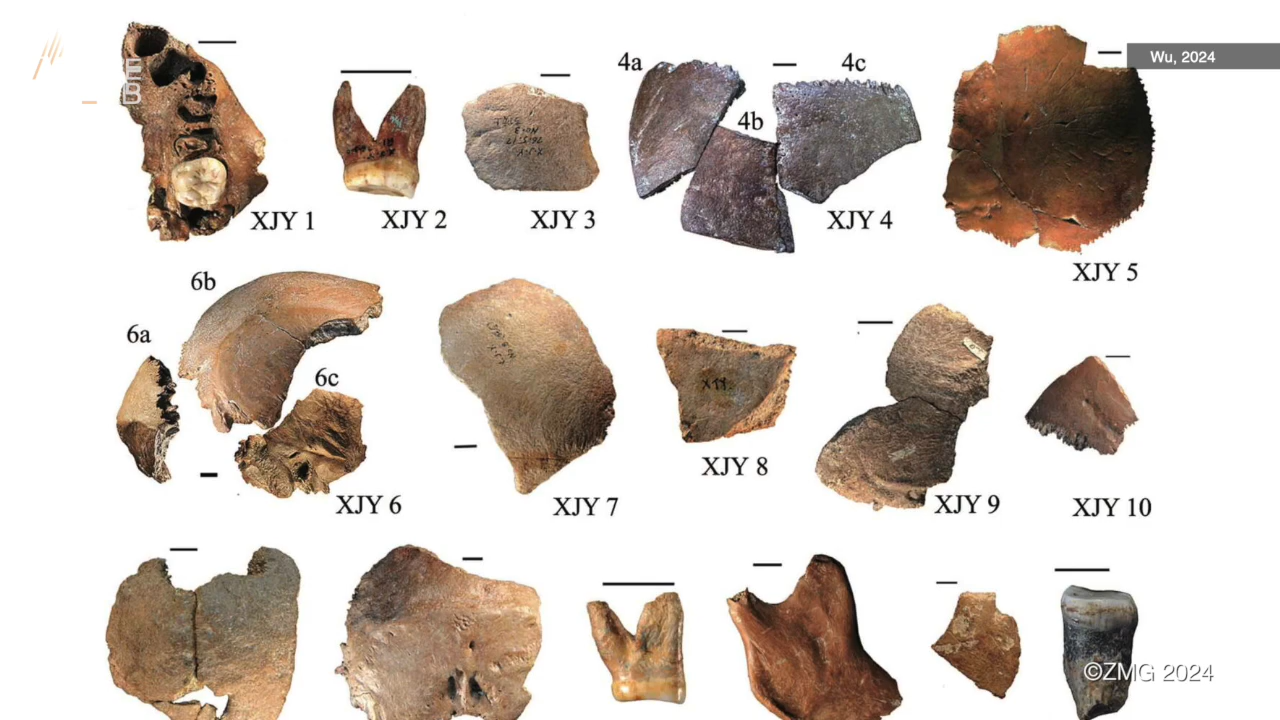 Wu, 2024
E
E
B
4a
4c
4b
XJY 1
XJY 2
XJY 3
XJY 4
XJY 5
6b
6a
6c
XJY 6
XJY 7
XJY 8
XJY 9
XJY 10
©ZMG 2024